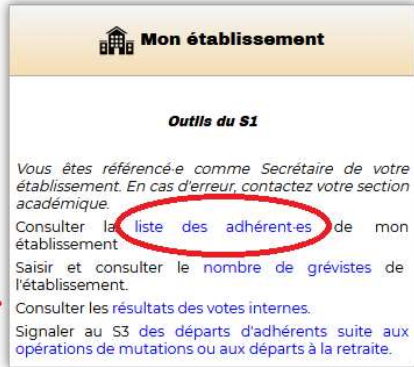 Mon établissement
Outils du S1
Vous êtes référencé·e comme Secrétaire de votre
établissement. En cas d'erreur, contactez votre section
académique.
Consulter la liste des adhérent·es de mon
établissement
Saisir et consulter le nombre de grévistes de
l'établissement.
Consulter les résultats des votes internes.
Signaler au S3 des départs d'adhérents suite aux
opérations de mutations ou aux départs à la retraite.